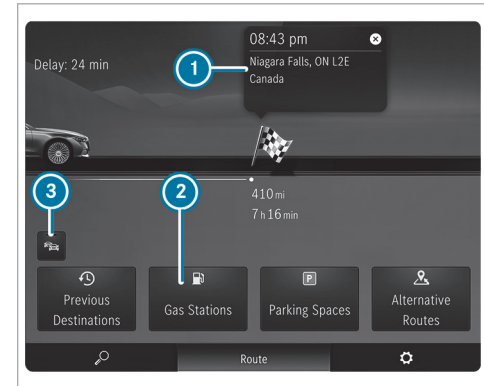 08:43 pm
Delay: 24 min
1
Niagara Falls, ON L2E
Canada
3
2
410 mi
7 h 16 min
P
Previous
Destinations
Gas Stations
Parking Spaces
Alternative
Routes
Route